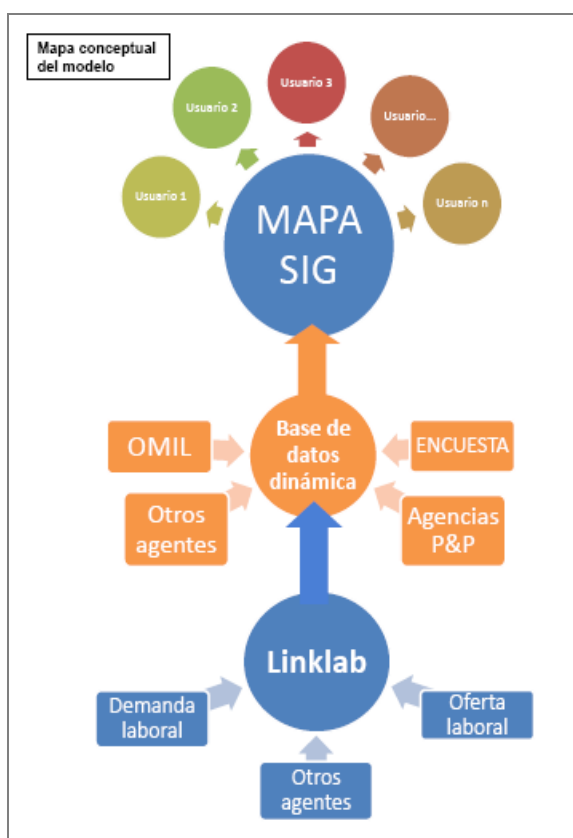 Mapa conceptual
del modelo
Usuario 3
Usuario 2
Usuario...
Usuario 1
Usuario n
MAPA
SIG
Base de
datos
dinámica
OMIL
ENCUESTA
Otros
agentes
Agencias
P&P
Linklab
Demanda
laboral
Oferta
laboral
Otros
agentes